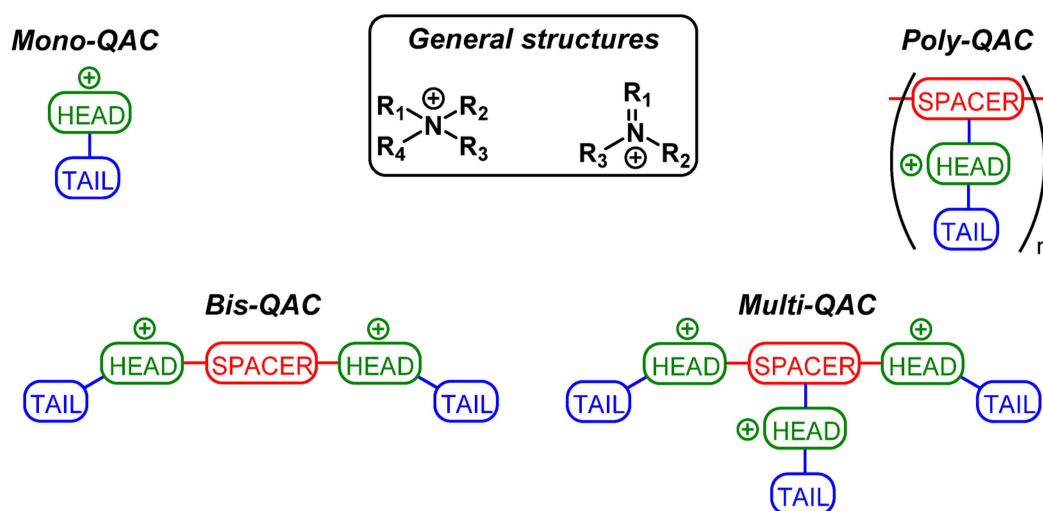 Mono-QAC
⊕
HEAD
TAIL
General structures
R1 ⊕ R2
N
R4 R3
R1
N
R3 ⊕ R2
Poly-QAC
SPACER
⊕ HEAD
TAIL
n
Bis-QAC
⊕ ⊕
HEAD SPACER HEAD
TAIL TAIL
Multi-QAC
⊕ ⊕
HEAD SPACER HEAD
TAIL TAIL
⊕ HEAD
TAIL